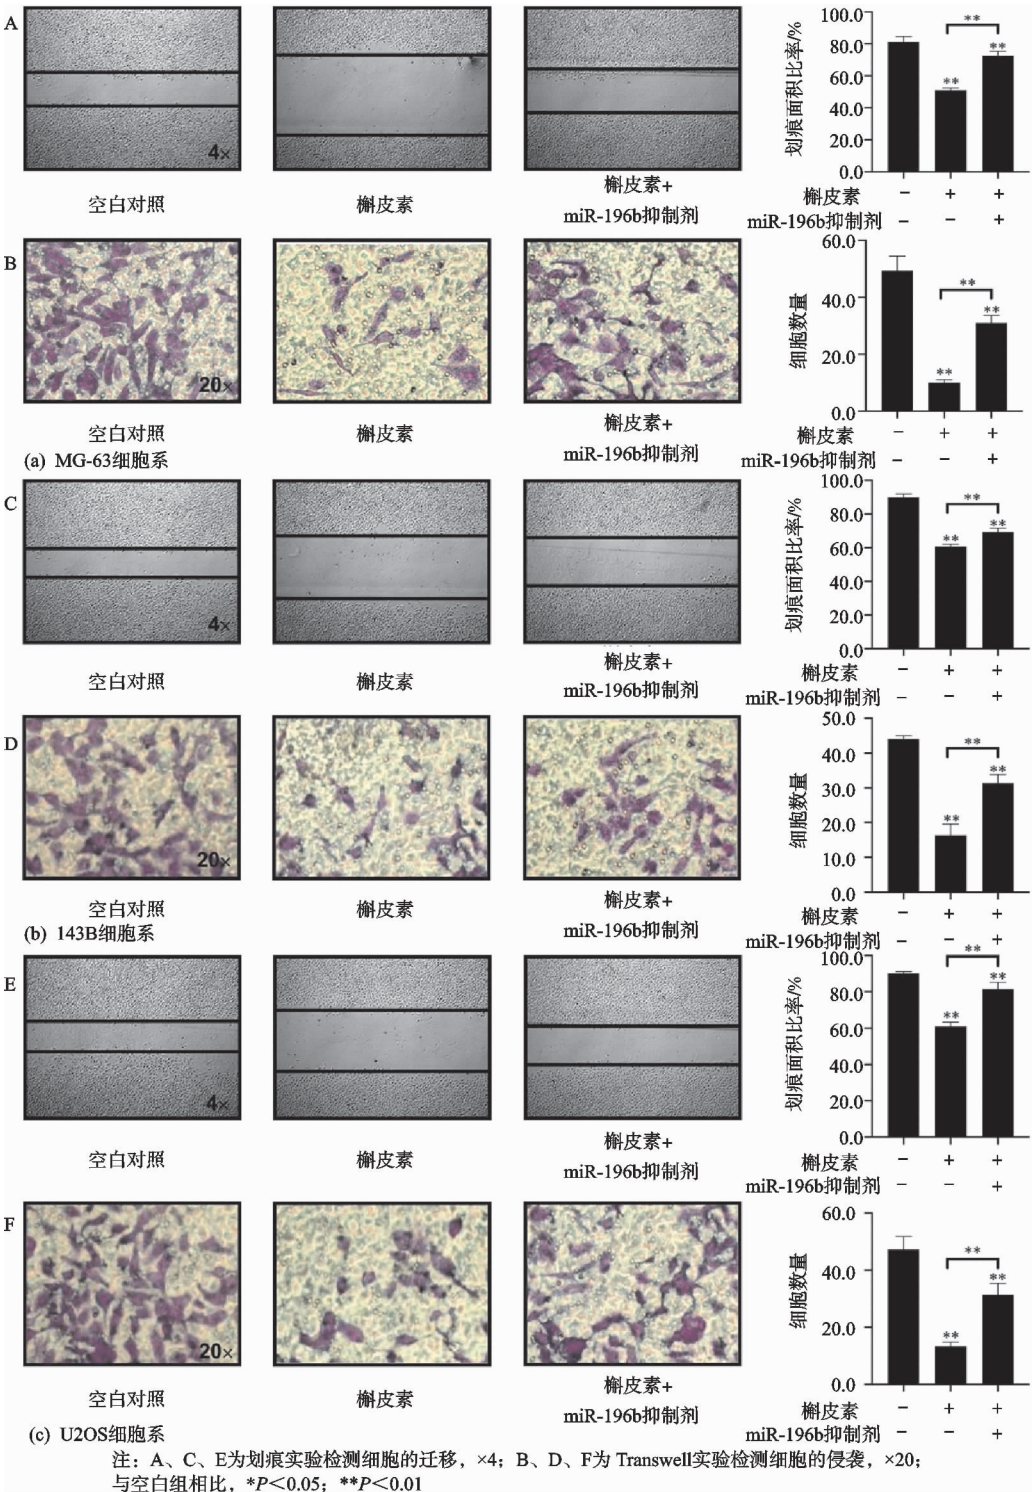 A
4×
空白对照
槲皮素
槲皮素+
miR-196b抑制剂
划痕面积比率/%
100.0
80.0
60.0
40.0
20.0
0.0
**
**
**
槲皮素 − + +
miR-196b抑制剂 − − +
B
20×
空白对照
槲皮素
槲皮素+
miR-196b抑制剂
细胞数量
60.0
40.0
20.0
0.0
**
**
**
槲皮素 − + +
miR-196b抑制剂 − − +
(a) MG-63细胞系
C
4×
空白对照
槲皮素
槲皮素+
miR-196b抑制剂
划痕面积比率/%
100.0
80.0
60.0
40.0
20.0
0.0
**
**
**
槲皮素 − + +
miR-196b抑制剂 − − +
D
20×
空白对照
槲皮素
槲皮素+
miR-196b抑制剂
细胞数量
50.0
40.0
30.0
20.0
10.0
0.0
**
**
**
槲皮素 − + +
miR-196b抑制剂 − − +
(b) 143B细胞系
E
4×
空白对照
槲皮素
槲皮素+
miR-196b抑制剂
划痕面积比率/%
100.0
80.0
60.0
40.0
20.0
0.0
**
**
**
槲皮素 − + +
miR-196b抑制剂 − − +
F
20×
空白对照
槲皮素
槲皮素+
miR-196b抑制剂
细胞数量
60.0
40.0
20.0
0.0
**
**
**
槲皮素 − + +
miR-196b抑制剂 − − +
(c) U2OS细胞系
注：A、C、E为划痕实验检测细胞的迁移，×4；B、D、F为 Transwell实验检测细胞的侵袭，×20；
与空白组相比，*P＜0.05；**P＜0.01